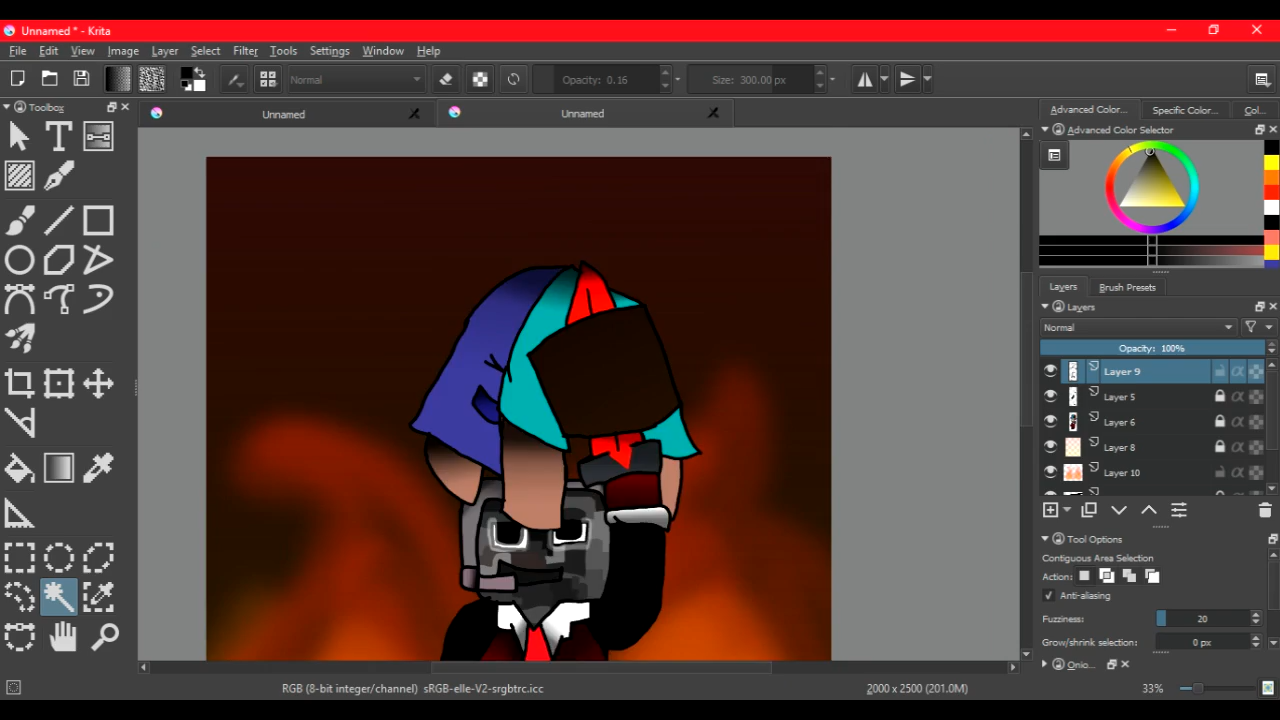 Unnamed * - Krita
File Edit View Image Layer Select Filter Tools Settings Window Help
Normal Opacity: 0.16 Size: 300.00 px
Toolbox
Unnamed
Unnamed
Advanced Color... Specific Color... Col...
Advanced Color Selector
Layers Brush Presets
Layers
Normal
Opacity: 100%
Layer 9
Layer 5
Layer 6
Layer 8
Layer 10
Tool Options
Contiguous Area Selection
Action:
Anti-aliasing
Fuzziness: 20
Grow/shrink selection: 0 px
Onio...
RGB (8-bit integer/channel) sRGB-elle-V2-srgbtrc.icc 2000 x 2500 (201.0M) 33%